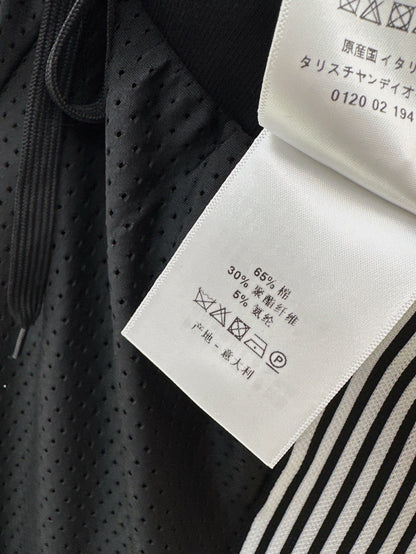 原産国 イタリ
タリスチャンディオ
0120 02 194
65% 棉
30% 聚酯纤维
5% 氨纶
P
产地 - 意大利